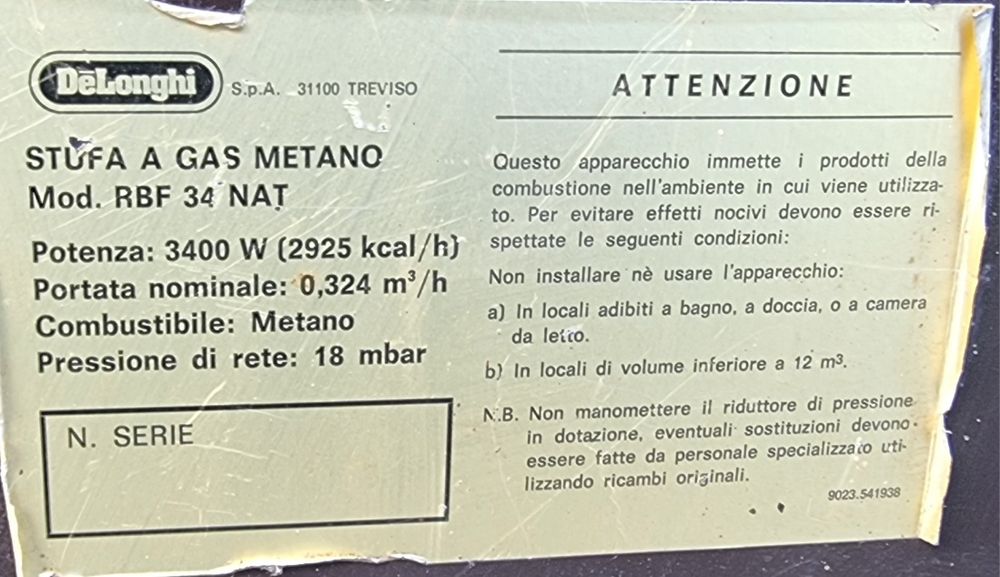 DeLonghi S.p.A. 31100 TREVISO
STUFA A GAS METANO
Mod. RBF 34 NAT
Potenza: 3400 W (2925 kcal/h)
Portata nominale: 0,324 m³/h
Combustibile: Metano
Pressione di rete: 18 mbar
N. SERIE
ATTENZIONE
Questo apparecchio immette i prodotti della
combustione nell'ambiente in cui viene utilizza-
to. Per evitare effetti nocivi devono essere ri-
spettate le seguenti condizioni:
Non installare nè usare l'apparecchio:
a) In locali adibiti a bagno, a doccia, o a camera
da letto.
b) In locali di volume inferiore a 12 m³.
N.B. Non manomettere il riduttore di pressione
in dotazione, eventuali sostituzioni devono
essere fatte da personale specializzato uti-
lizzando ricambi originali.
9023.541938